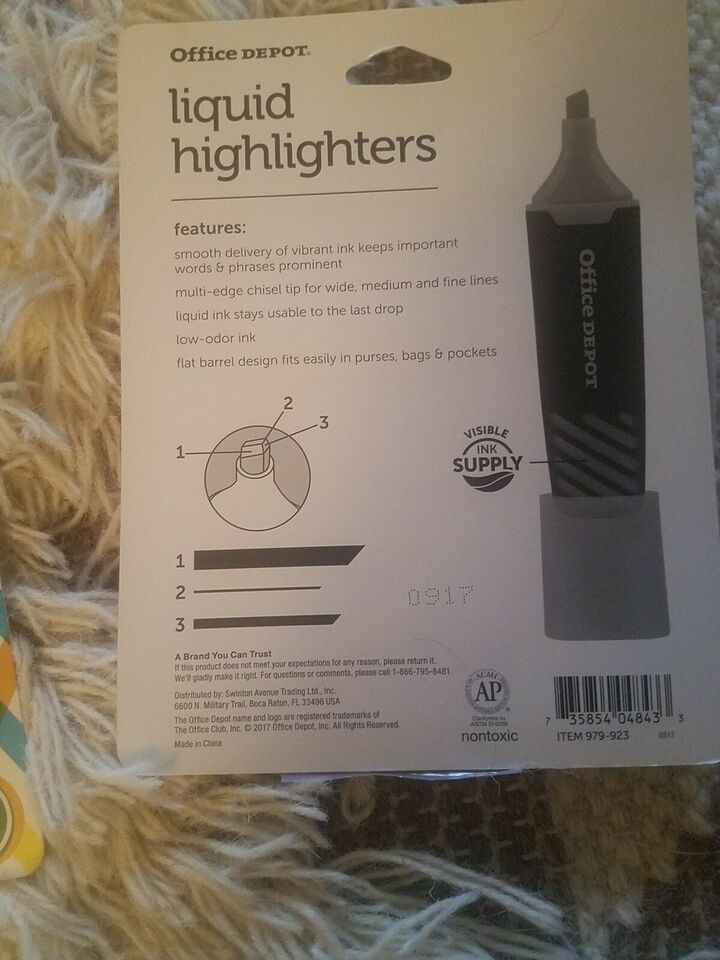 Office DEPOT®
liquid
highlighters
features:
smooth delivery of vibrant ink keeps important
words & phrases prominent
multi-edge chisel tip for wide, medium and fine lines
liquid ink stays usable to the last drop
low-odor ink
flat barrel design fits easily in purses, bags & pockets
Office DEPOT
2
3
1
VISIBLE
INK
SUPPLY
1
2
3
0917
A Brand You Can Trust
If this product does not meet your expectations for any reason, please return it.
We'll gladly make it right. For questions or comments, please call 1-866-795-8481.
Distributed by: Swinton Avenue Trading Ltd., Inc.
6600 N. Military Trail, Boca Raton, FL 33496 USA
The Office Depot name and logo are registered trademarks of
The Office Club, Inc. © 2017 Office Depot, Inc. All Rights Reserved.
Made in China
ACMI
AP
Conforms to
ASTM D 4236
nontoxic
7 35854 04843 3
ITEM 979-923
0517